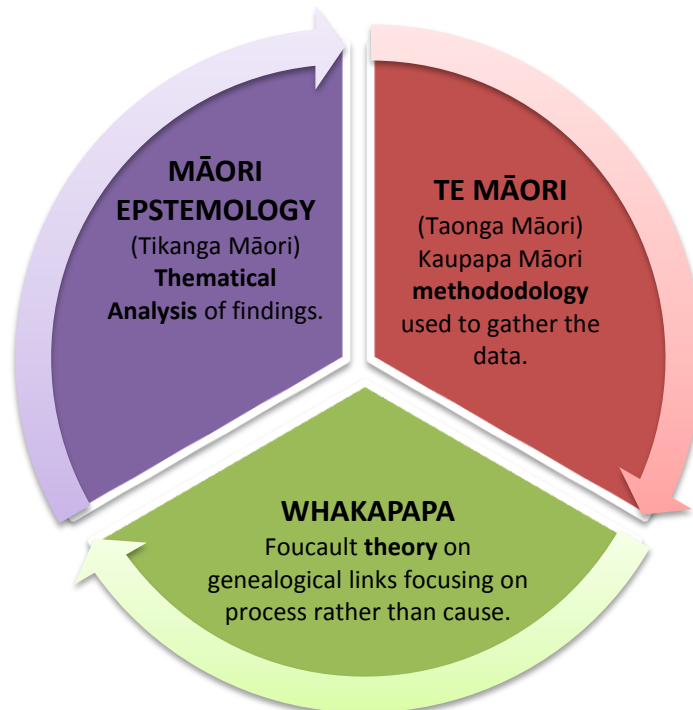 MĀORI
EPSTEMOLOGY
(Tikanga Māori)
Thematical
Analysis of findings.
TE MĀORI
(Taonga Māori)
Kaupapa Māori
methododology
used to gather the
data.
WHAKAPAPA
Foucault theory on
genealogical links focusing on
process rather than cause.